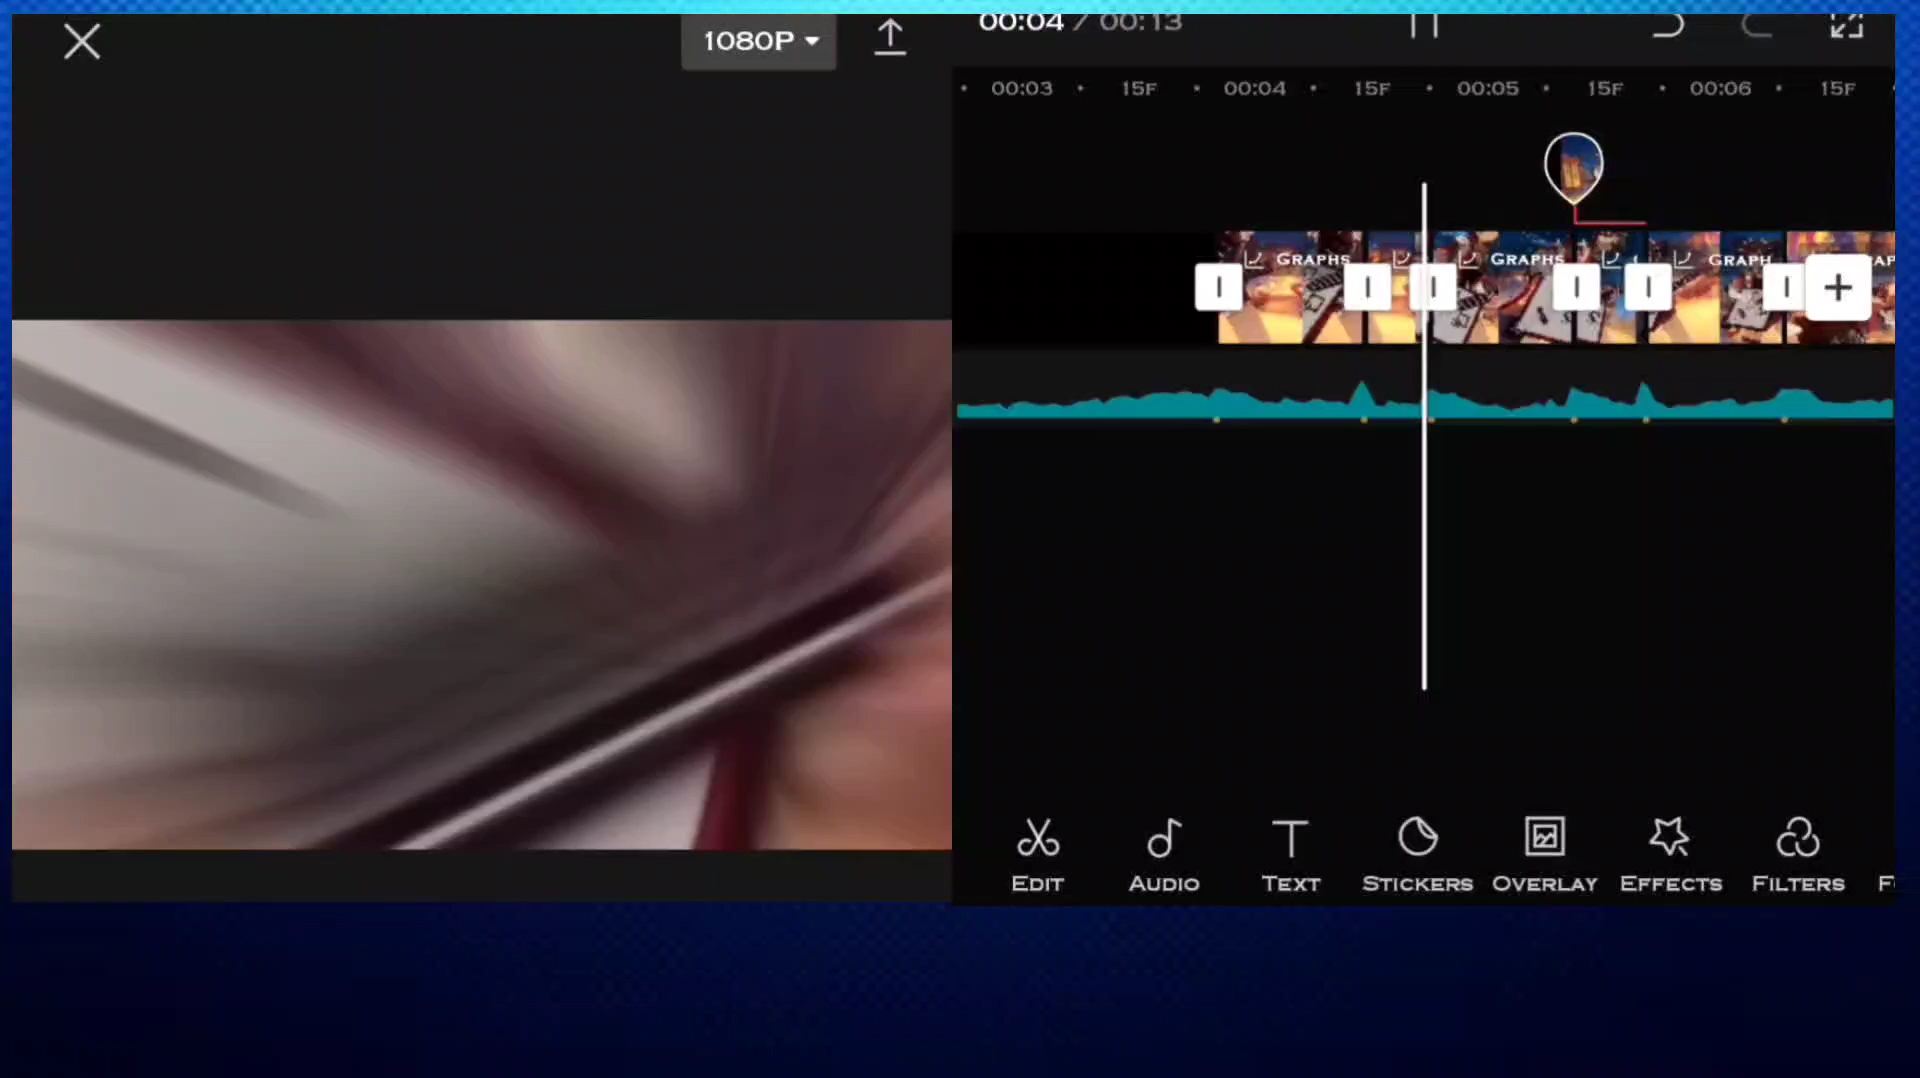 1080P
00:04 / 00:13
00:03 15F 00:04 15F 00:05 15F 00:06 15F
GRAPHS GRAPHS GRAPH
EDIT AUDIO TEXT STICKERS OVERLAY EFFECTS FILTERS